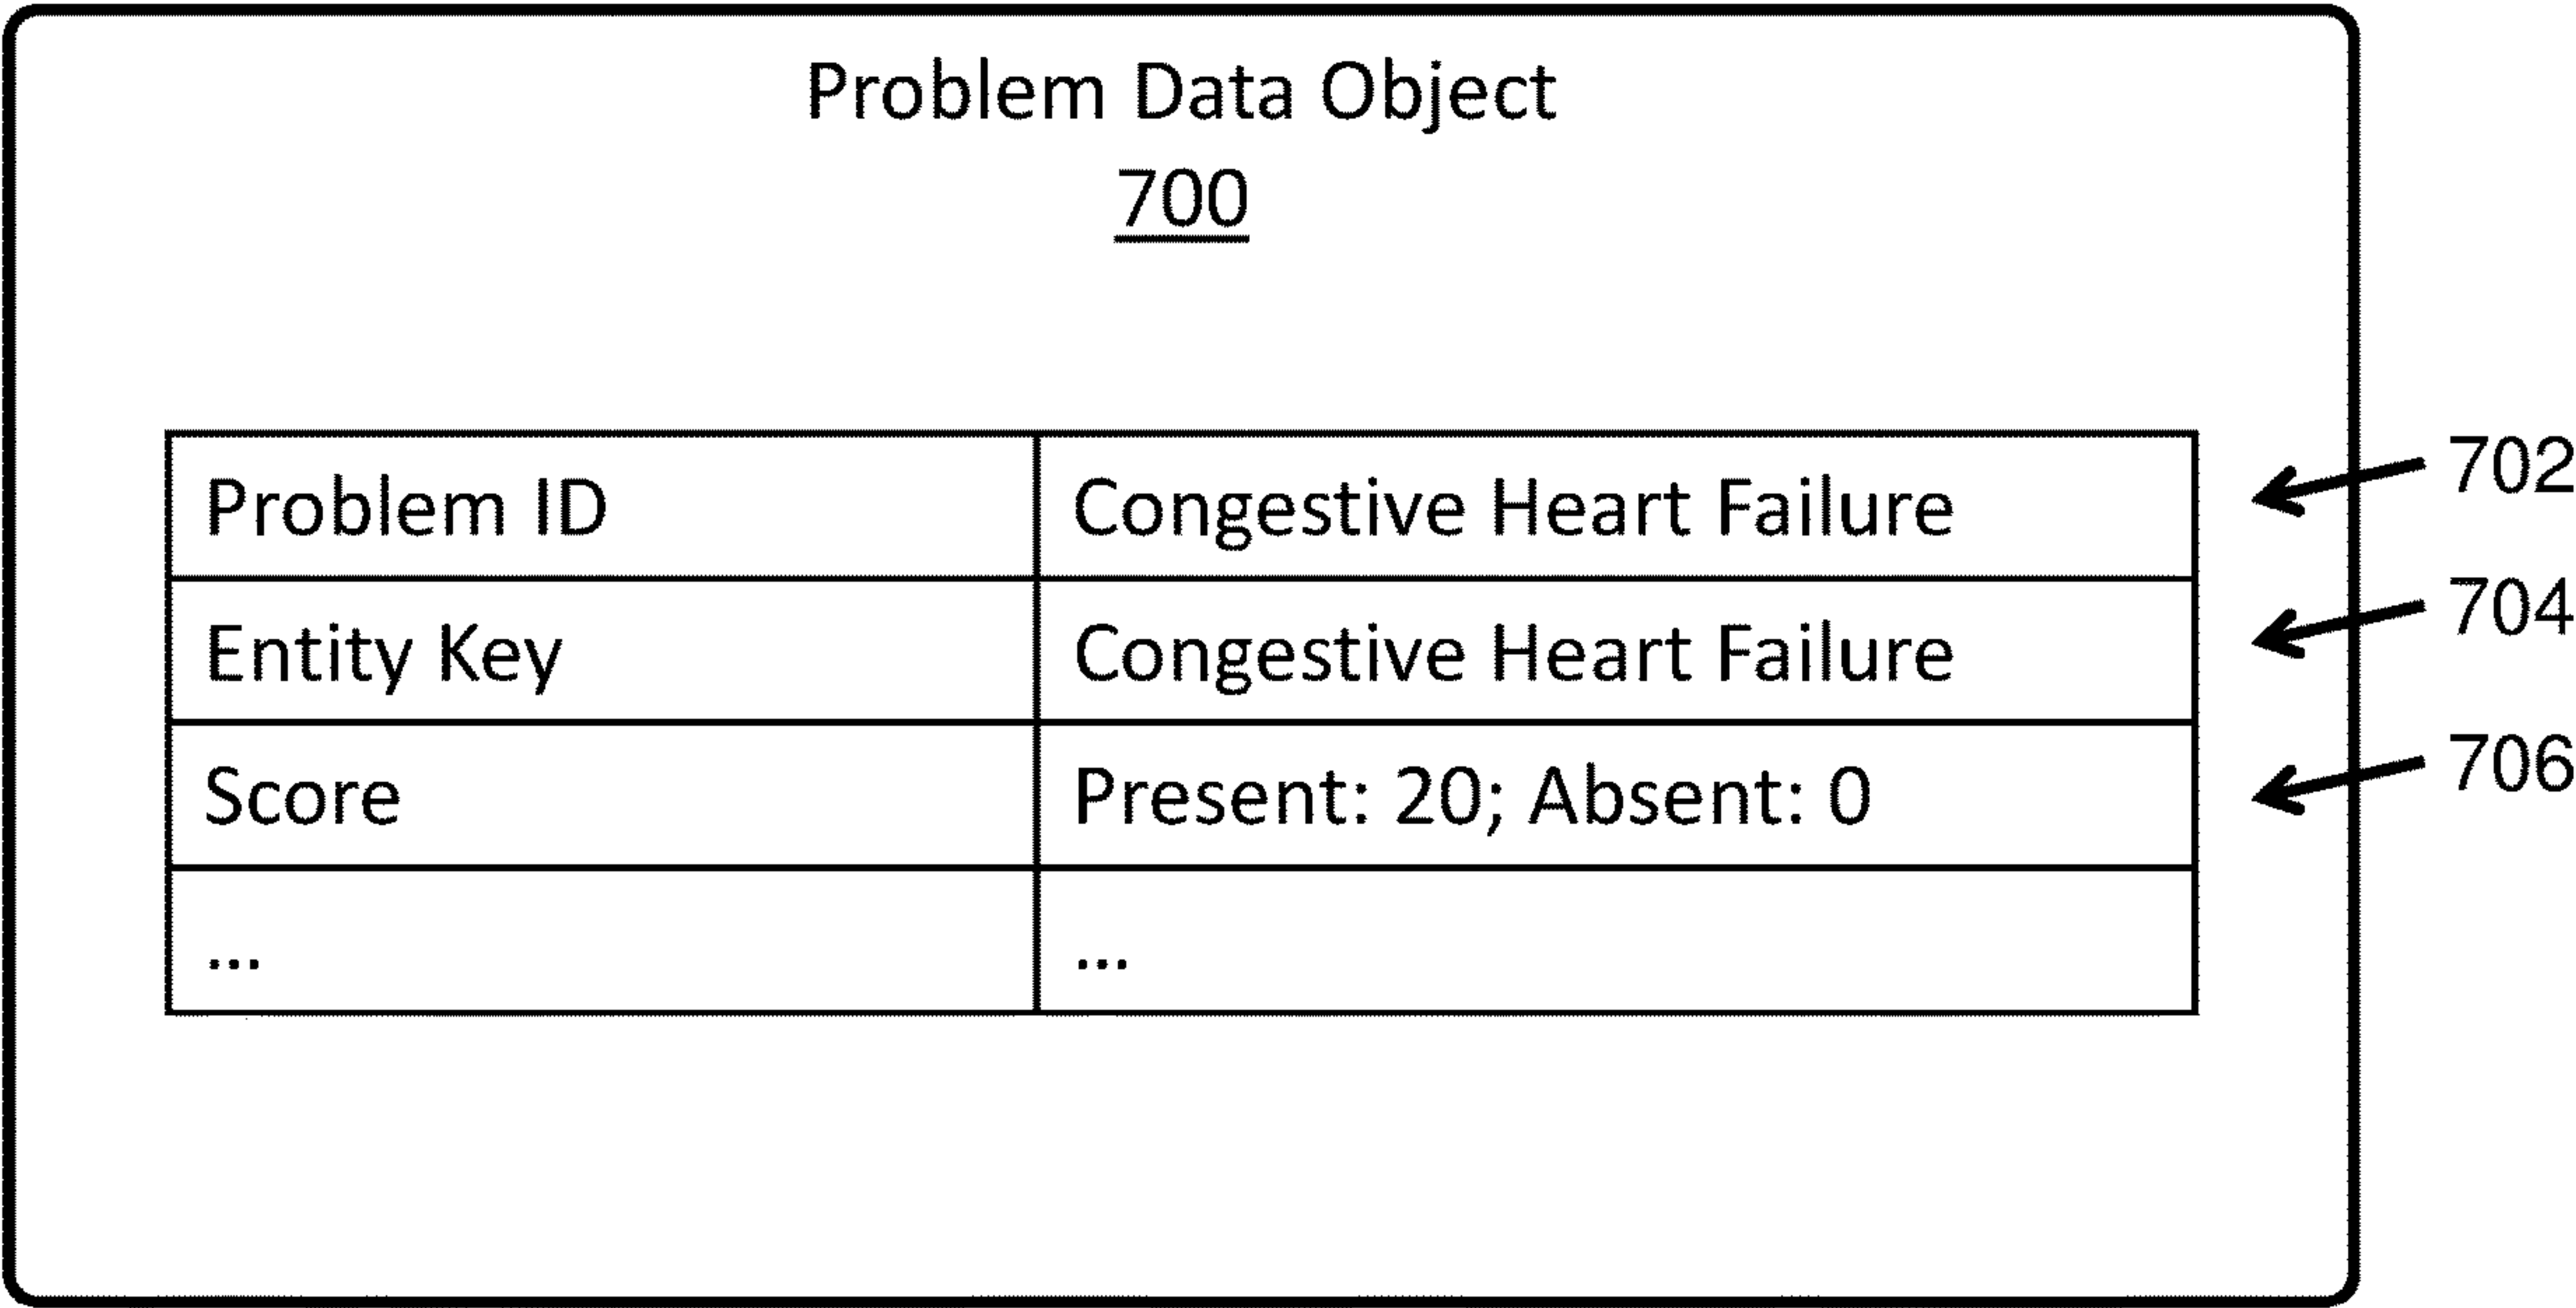 Problem Data Object
700
Problem ID Congestive Heart Failure 702
Entity Key Congestive Heart Failure 704
Score Present: 20; Absent: 0 706
... ...